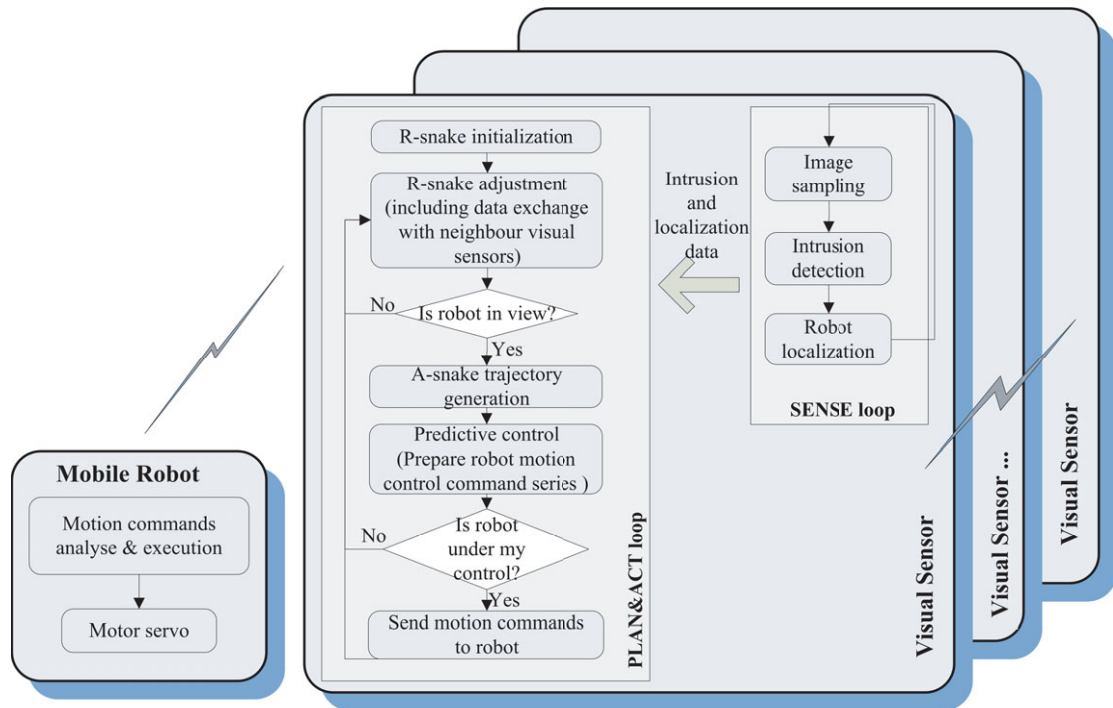 R-snake initialization
R-snake adjustment
(including data exchange
with neighbour visual
sensors)
No
Is robot in view?
Yes
A-snake trajectory
generation
Predictive control
(Prepare robot motion
control command series )
No
Is robot
under my
control?
Yes
Send motion commands
to robot
PLAN&ACT loop
Intrusion
and
localization
data
Image
sampling
Intrusion
detection
Robot
localization
SENSE loop
Visual Sensor
Visual Sensor ...
Visual Sensor
Mobile Robot
Motion commands
analyse & execution
Motor servo